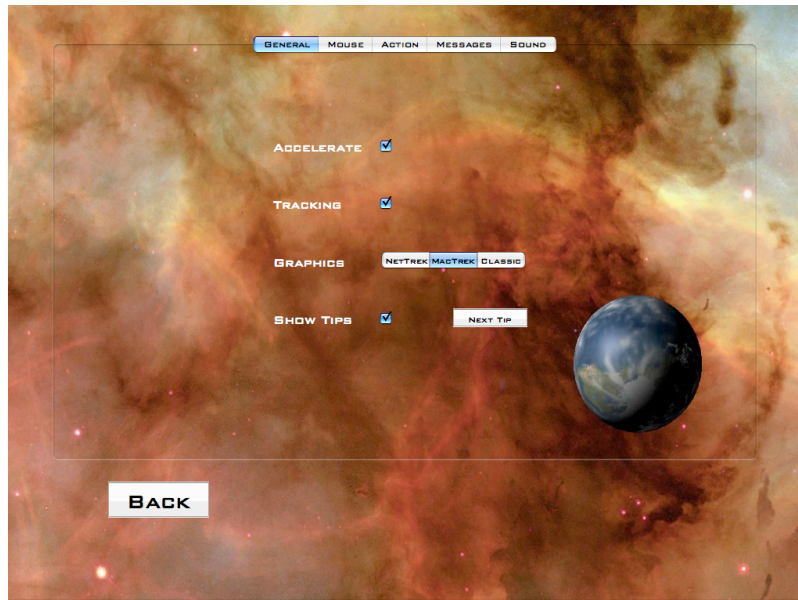 General Mouse Action Messages Sound
Accelerate
Tracking
Graphics NetTrek MacTrek Classic
Show Tips Next Tip
Back